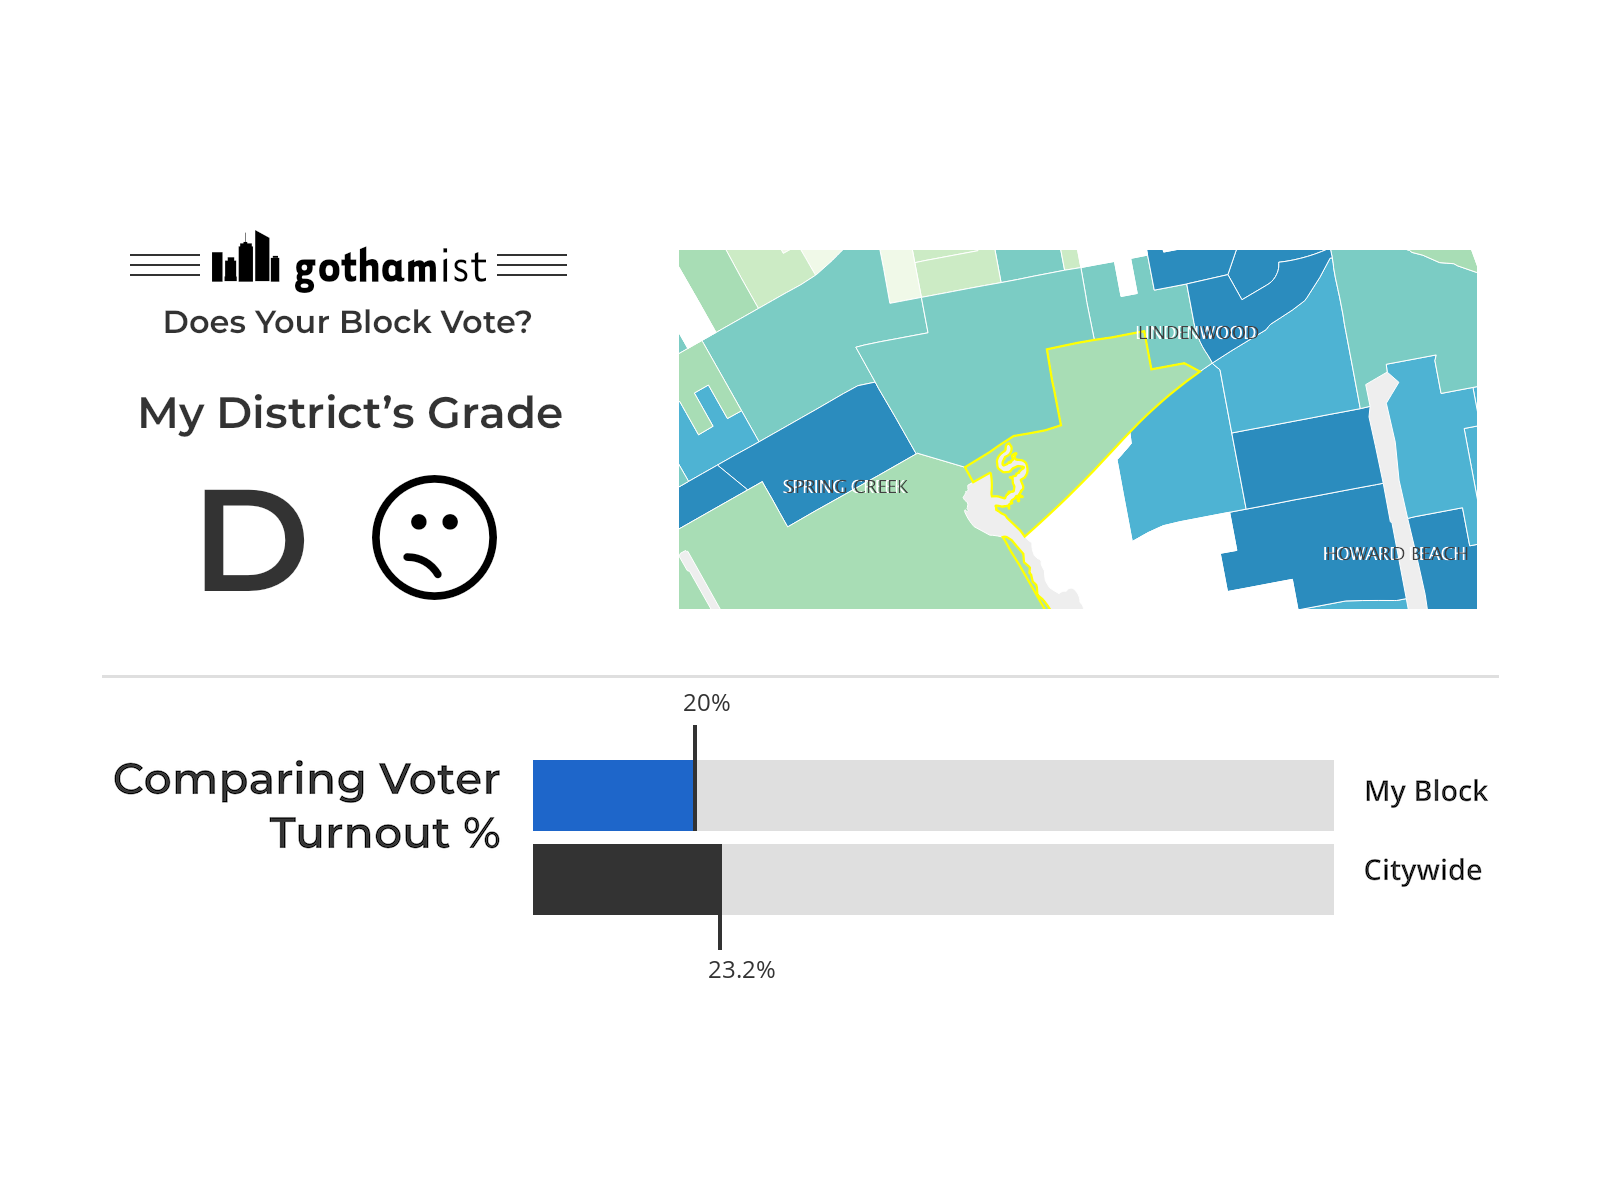 gothamist
Does Your Block Vote?
My District’s Grade
D
LINDENWOOD
SPRING CREEK
HOWARD BEACH
20%
Comparing Voter
Turnout %
My Block
Citywide
23.2%